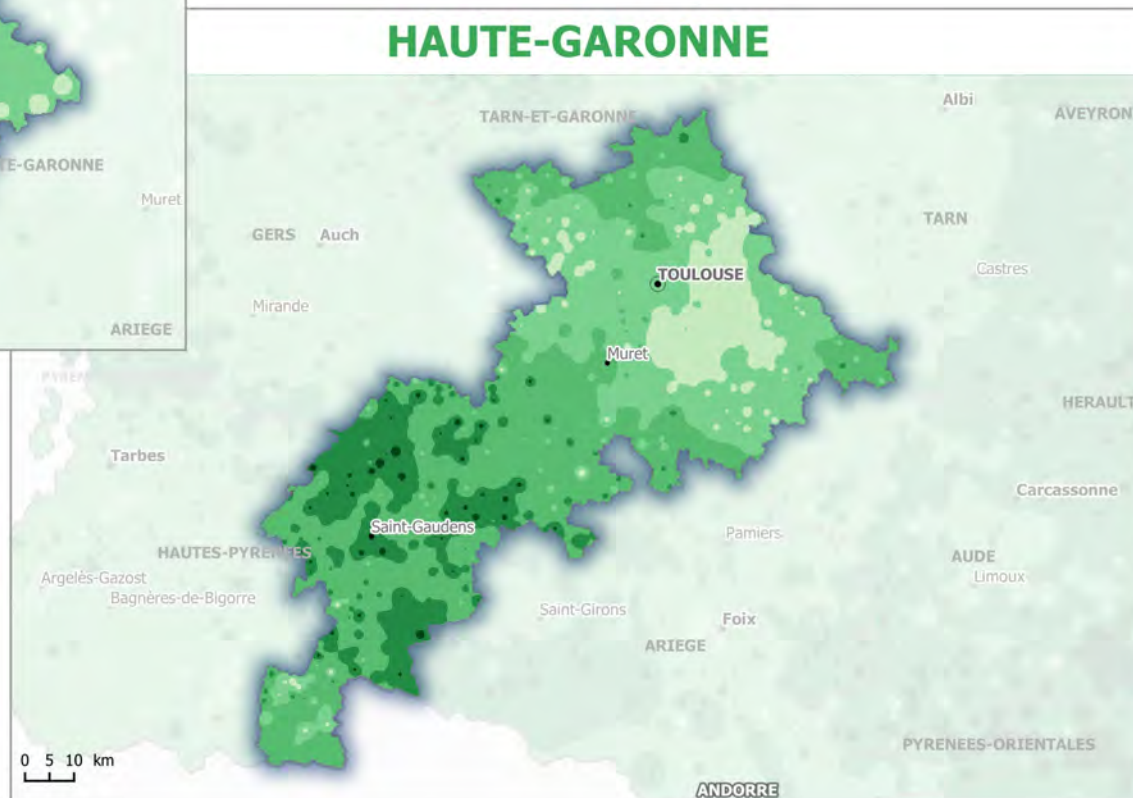 HAUTE-GARONNE
TARN-ET-GARONNE
Albi
AVEYRON
TE-GARONNE
Muret
GERS
Auch
TARN
TOULOUSE
Castres
Mirande
ARIEGE
Muret
HERAULT
Tarbes
Carcassonne
Saint-Gaudens
Pamiers
HAUTES-PYRENEES
AUDE
Argelès-Gazost
Limoux
Bagnères-de-Bigorre
Saint-Girons
Foix
ARIEGE
PYRENEES-ORIENTALES
0 5 10 km
ANDORRE